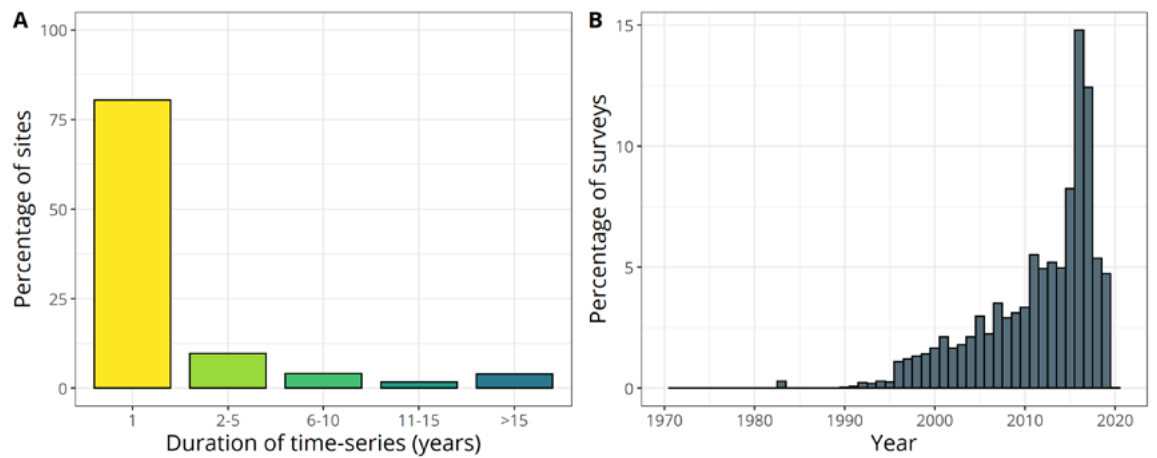 A
100
75
50
25
0
Percentage of sites
1 2-5 6-10 11-15 >15
Duration of time-series (years)
B
15
10
5
0
Percentage of surveys
1970 1980 1990 2000 2010 2020
Year